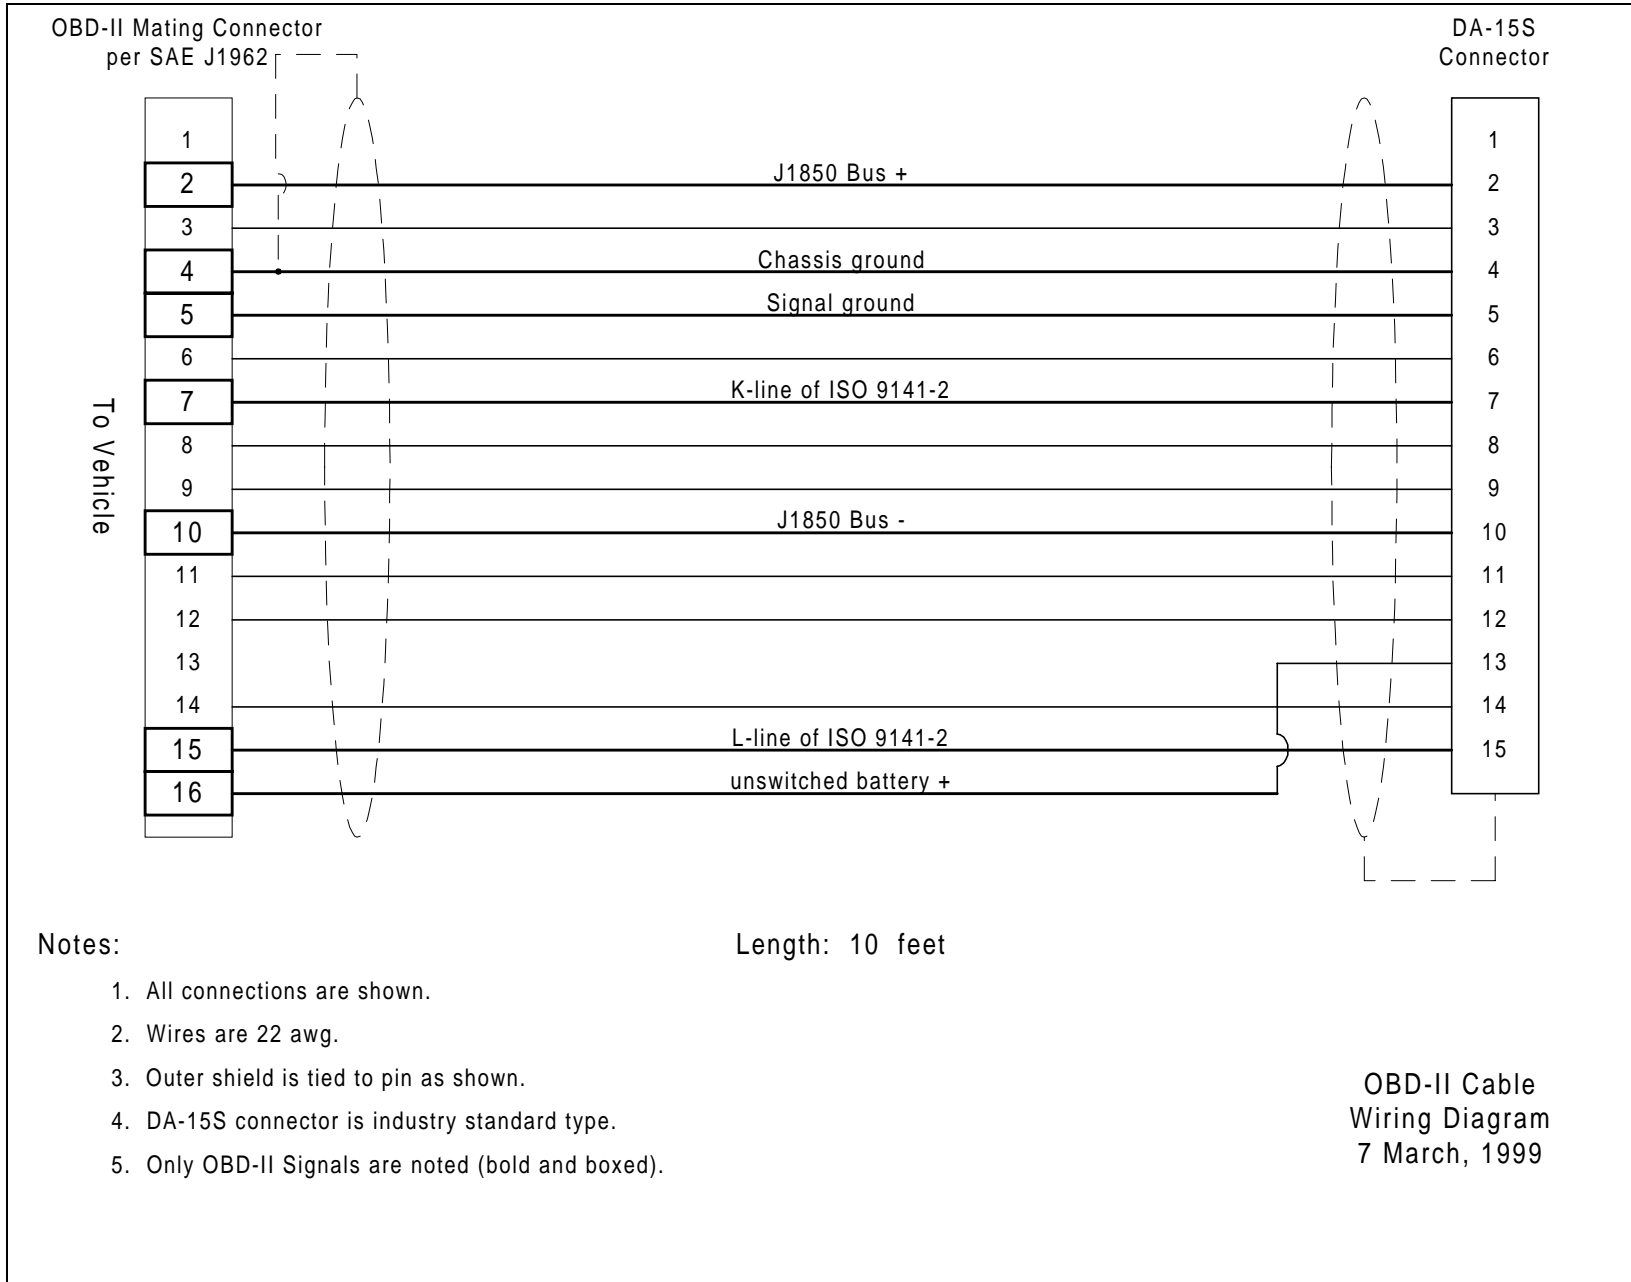 OBD-II Mating Connector
per SAE J1962
DA-15S
Connector
1
1
2
J1850 Bus +
2
3
3
4
Chassis ground
4
5
Signal ground
5
6
6
7
K-line of ISO 9141-2
7
To Vehicle
8
8
9
9
10
J1850 Bus -
10
11
11
12
12
13
13
14
14
15
L-line of ISO 9141-2
15
16
unswitched battery +
Notes:
Length: 10 feet
1. All connections are shown.
2. Wires are 22 awg.
3. Outer shield is tied to pin as shown.
4. DA-15S connector is industry standard type.
5. Only OBD-II Signals are noted (bold and boxed).
OBD-II Cable
Wiring Diagram
7 March, 1999